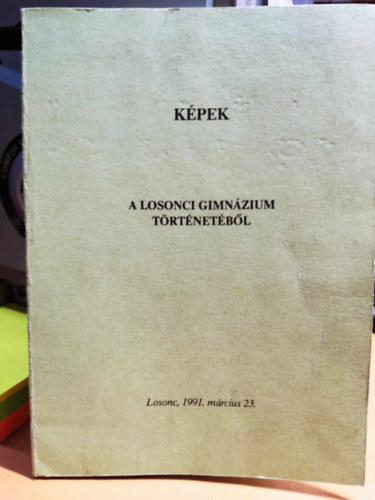 KÉPEK
A LOSONCI GIMNÁZIUM
TÖRTÉNETÉBŐL
Losonc, 1991. március 23.